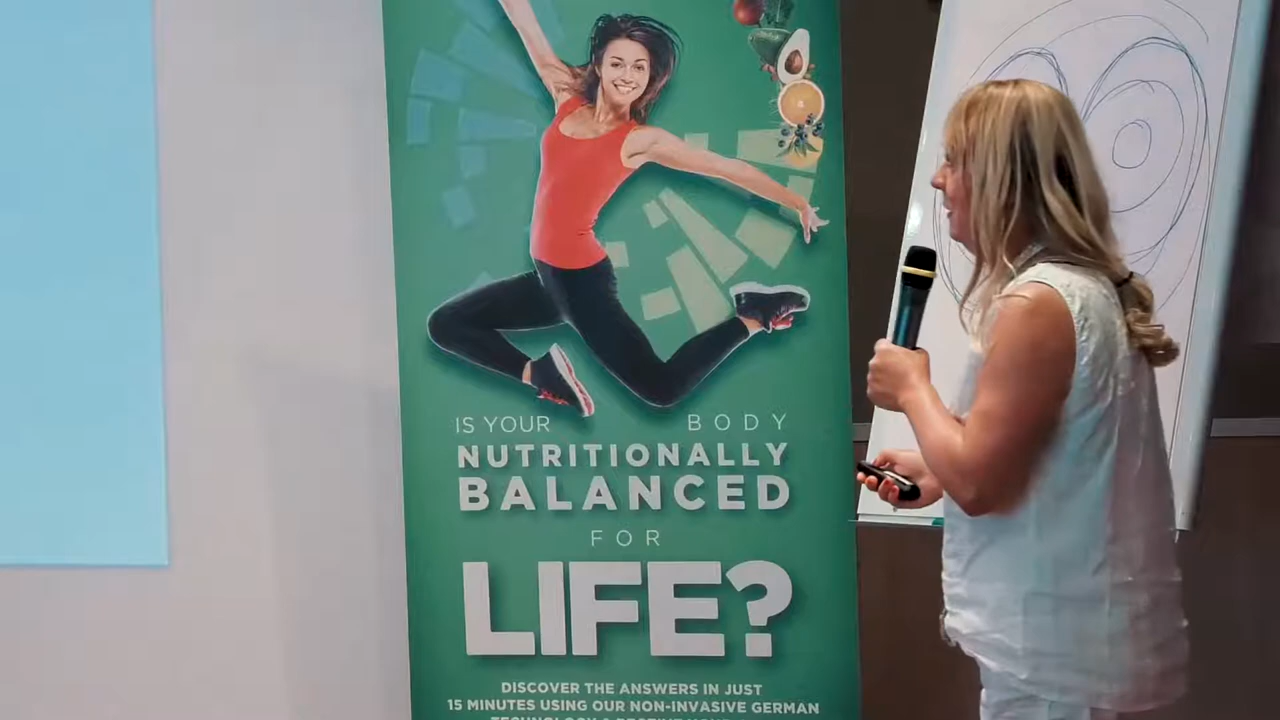 IS YOUR BODY
NUTRITIONALLY
BALANCED
FOR
LIFE?
DISCOVER THE ANSWERS IN JUST
15 MINUTES USING OUR NON-INVASIVE GERMAN